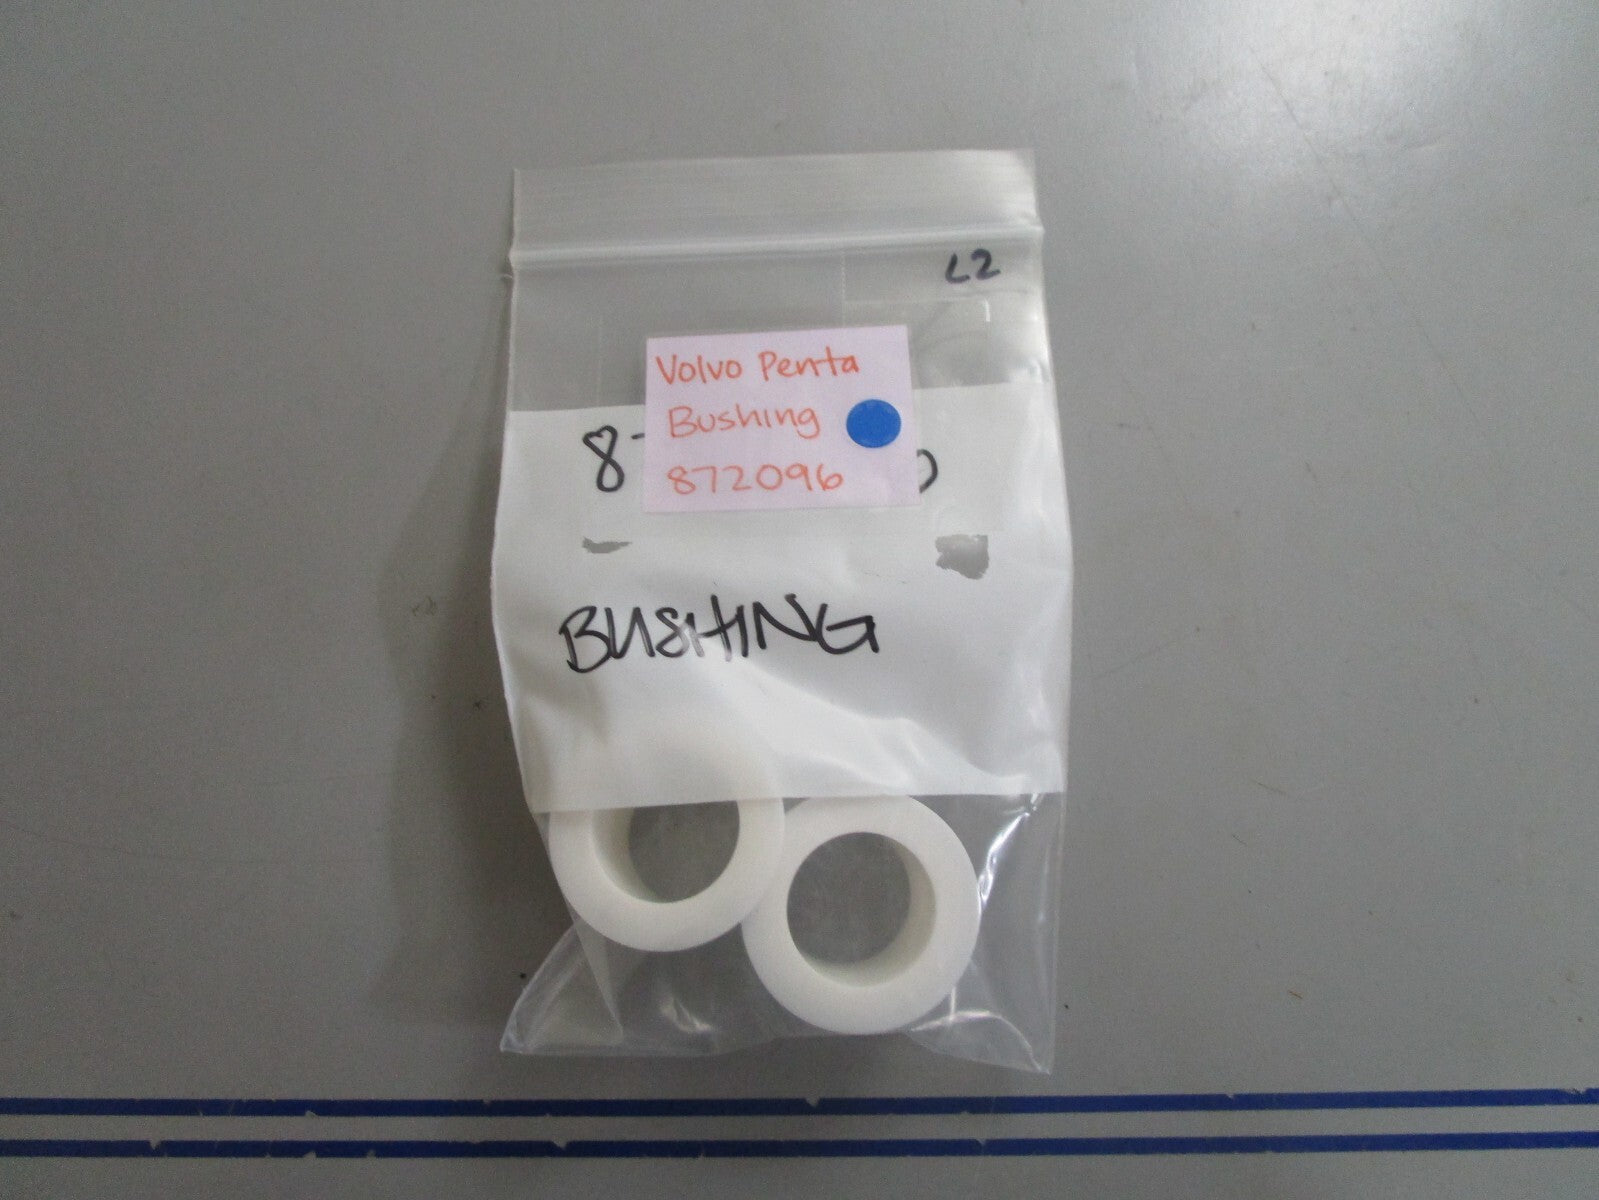 L2
Volvo Penta
Bushing
872096
BUSHING